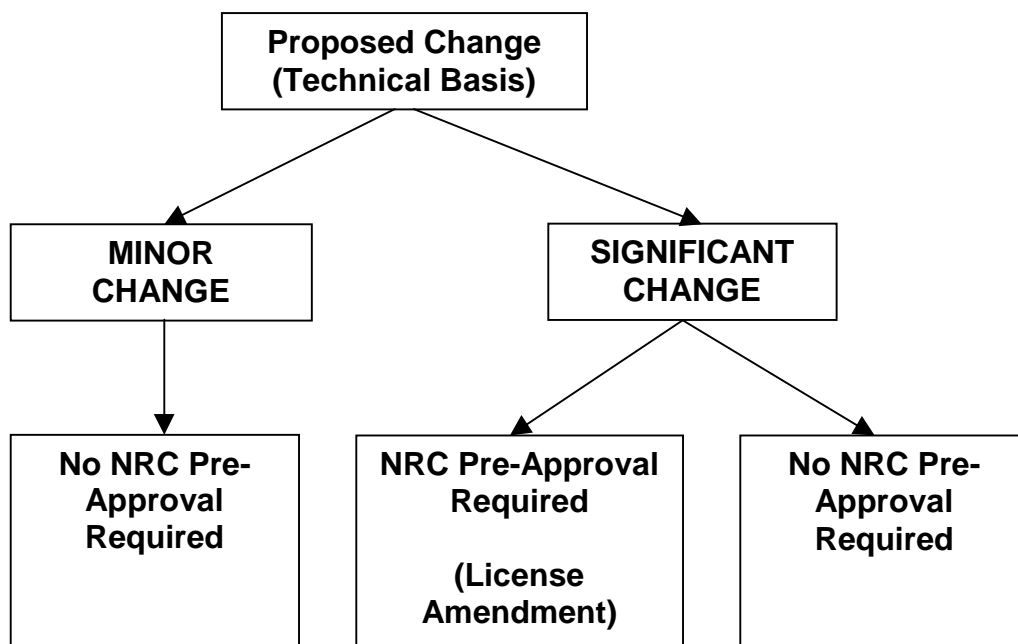 Proposed Change
(Technical Basis)
MINOR
CHANGE
SIGNIFICANT
CHANGE
No NRC Pre-
Approval
Required
NRC Pre-Approval
Required
(License
Amendment)
No NRC Pre-
Approval
Required